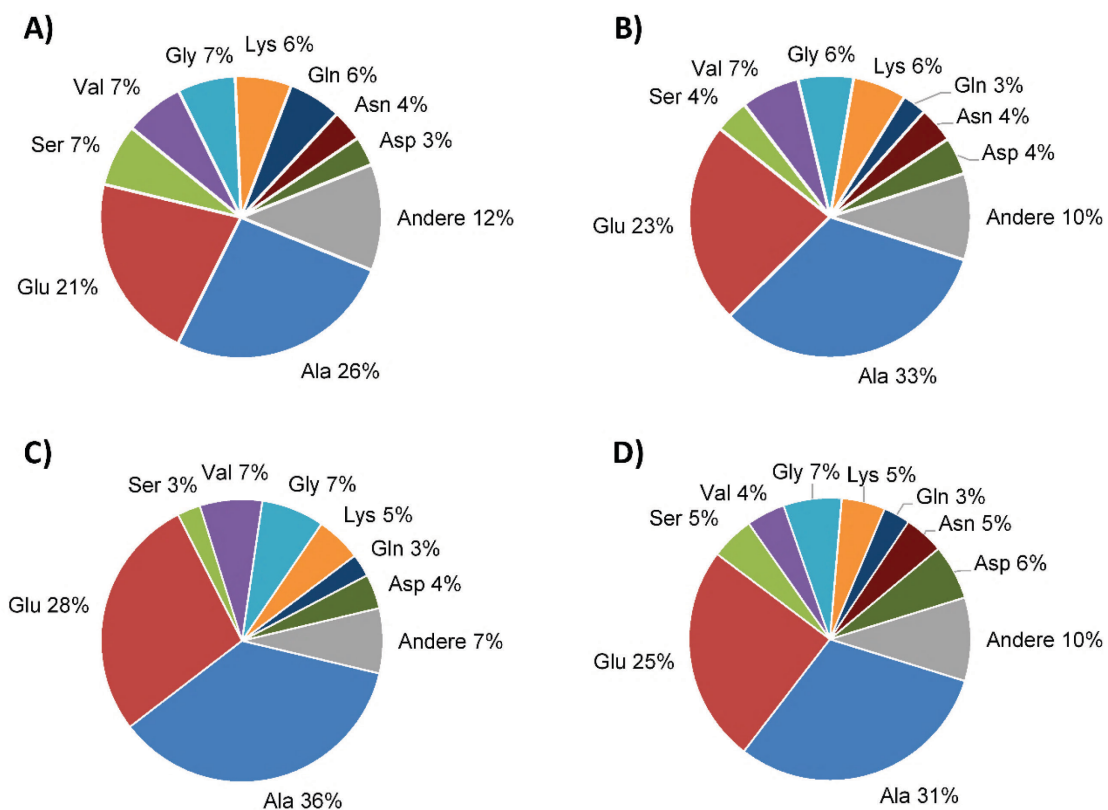 A)
Lys 6%
Gly 7%
Gln 6%
Val 7%
Asn 4%
Ser 7%
Asp 3%
Andere 12%
Glu 21%
Ala 26%
B)
Gly 6%
Val 7%
Lys 6%
Ser 4%
Gln 3%
Asn 4%
Asp 4%
Andere 10%
Glu 23%
Ala 33%
C)
Val 7%
Gly 7%
Ser 3%
Lys 5%
Gln 3%
Asp 4%
Glu 28%
Andere 7%
Ala 36%
D)
Gly 7%
Lys 5%
Val 4%
Gln 3%
Ser 5%
Asn 5%
Asp 6%
Glu 25%
Andere 10%
Ala 31%